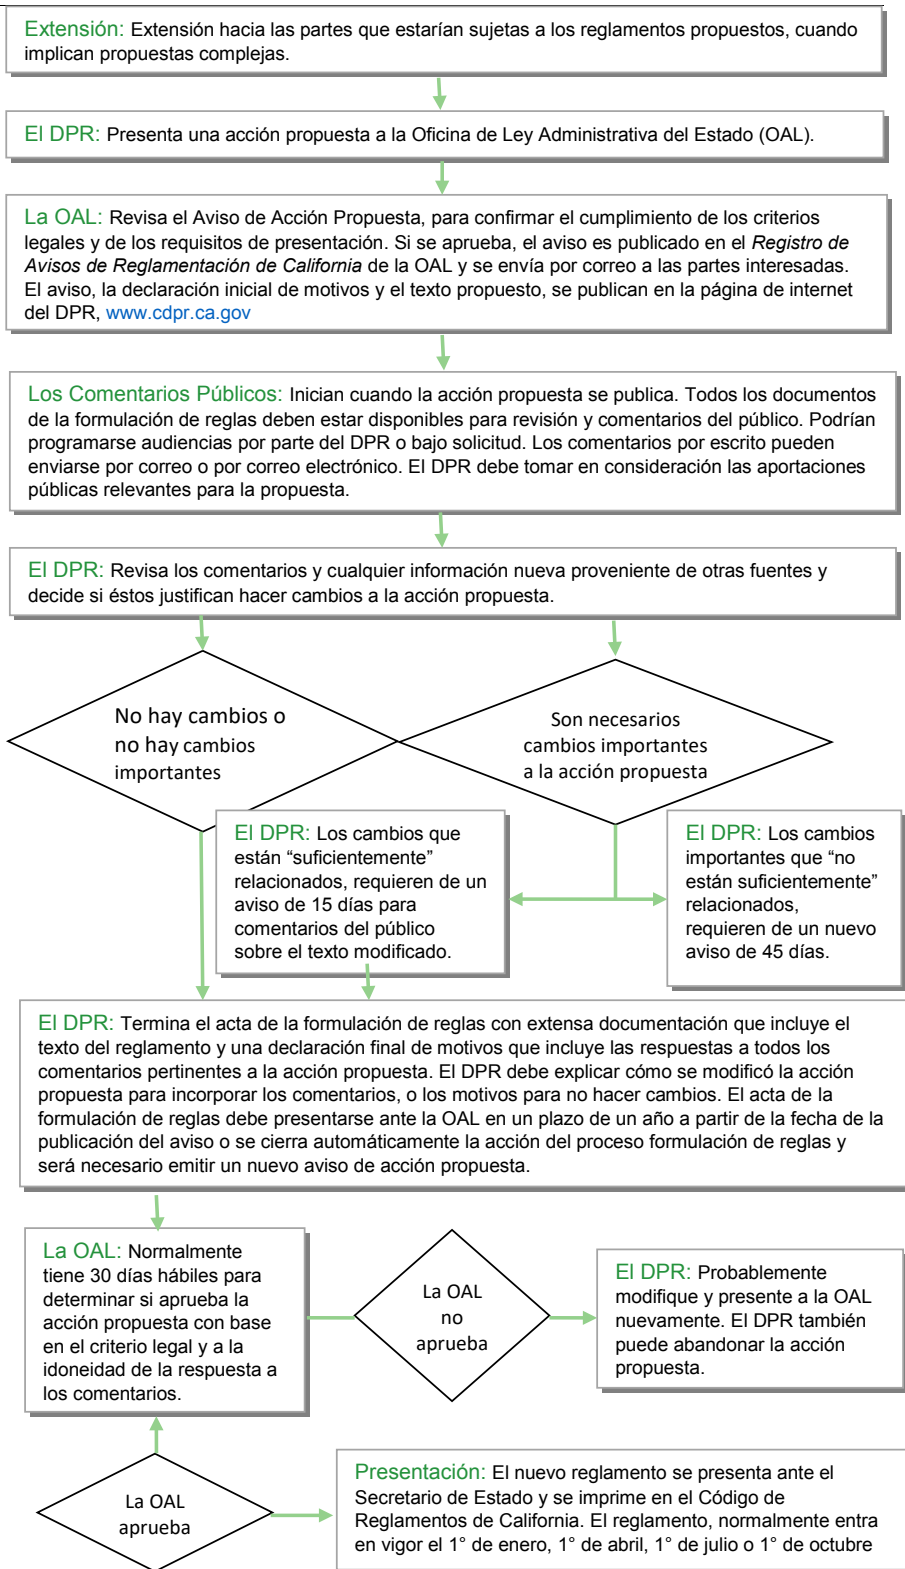 Extensión: Extensión hacia las partes que estarían sujetas a los reglamentos propuestos, cuando
implican propuestas complejas.
El DPR: Presenta una acción propuesta a la Oficina de Ley Administrativa del Estado (OAL).
La OAL: Revisa el Aviso de Acción Propuesta, para confirmar el cumplimiento de los criterios
legales y de los requisitos de presentación. Si se aprueba, el aviso es publicado en el Registro de
Avisos de Reglamentación de California de la OAL y se envía por correo a las partes interesadas.
El aviso, la declaración inicial de motivos y el texto propuesto, se publican en la página de internet
del DPR, www.cdpr.ca.gov
Los Comentarios Públicos: Inician cuando la acción propuesta se publica. Todos los documentos
de la formulación de reglas deben estar disponibles para revisión y comentarios del público. Podrían
programarse audiencias por parte del DPR o bajo solicitud. Los comentarios por escrito pueden
enviarse por correo o por correo electrónico. El DPR debe tomar en consideración las aportaciones
públicas relevantes para la propuesta.
El DPR: Revisa los comentarios y cualquier información nueva proveniente de otras fuentes y
decide si éstos justifican hacer cambios a la acción propuesta.
No hay cambios o
no hay cambios
importantes
Son necesarios
cambios importantes
a la acción propuesta
El DPR: Los cambios que
están “suficientemente”
relacionados, requieren de un
aviso de 15 días para
comentarios del público
sobre el texto modificado.
El DPR: Los cambios
importantes que “no
están suficientemente”
relacionados,
requieren de un nuevo
aviso de 45 días.
El DPR: Termina el acta de la formulación de reglas con extensa documentación que incluye el
texto del reglamento y una declaración final de motivos que incluye las respuestas a todos los
comentarios pertinentes a la acción propuesta. El DPR debe explicar cómo se modificó la acción
propuesta para incorporar los comentarios, o los motivos para no hacer cambios. El acta de la
formulación de reglas debe presentarse ante la OAL en un plazo de un año a partir de la fecha de la
publicación del aviso o se cierra automáticamente la acción del proceso formulación de reglas y
será necesario emitir un nuevo aviso de acción propuesta.
La OAL: Normalmente
tiene 30 días hábiles para
determinar si aprueba la
acción propuesta con base
en el criterio legal y a la
idoneidad de la respuesta a
los comentarios.
La OAL
no
aprueba
El DPR: Probablemente
modifique y presente a la OAL
nuevamente. El DPR también
puede abandonar la acción
propuesta.
La OAL
aprueba
Presentación: El nuevo reglamento se presenta ante el
Secretario de Estado y se imprime en el Código de
Reglamentos de California. El reglamento, normalmente entra
en vigor el 1° de enero, 1° de abril, 1° de julio o 1° de octubre